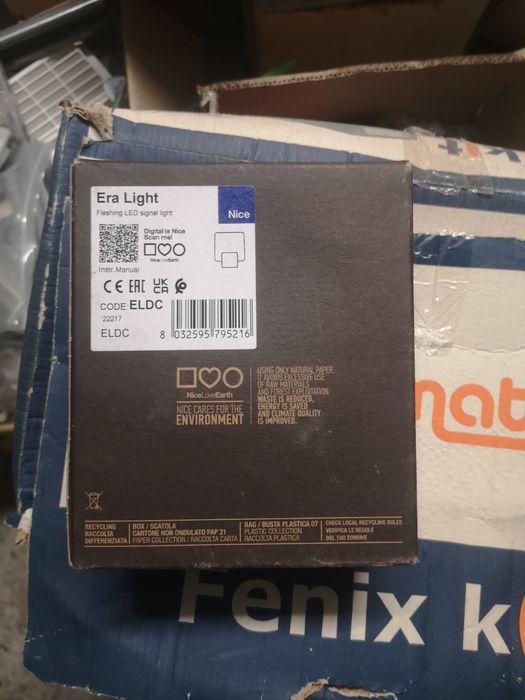 Era Light
Flashing LED signal light
Nice
Digital is Nice
Scan me!
NiceLoveEarth
Instr.Manual
CE EAC UKCA
CODE ELDC
22217
ELDC
8 032595 795216
NiceLoveEarth
NICE CARES FOR THE
ENVIRONMENT
USING ONLY NATURAL PAPER
IT AVOIDS EXCESSIVE USE
OF RAW MATERIALS
AND FOREST EXPLOITATION
WASTE IS REDUCED,
ENERGY IS SAVED
AND CLIMATE QUALITY
IS IMPROVED.
RECYCLING
RACCOLTA
DIFFERENZIATA
BOX / SCATOLA
CARTONE NON ONDULATO PAP 21
PAPER COLLECTION / RACCOLTA CARTA
BAG / BUSTA PLASTICA 07
PLASTIC COLLECTION
RACCOLTA PLASTICA
CHECK LOCAL RECYCLING RULES
VERIFICA LE REGOLE
DEL TUO COMUNE
mat
Fenix k